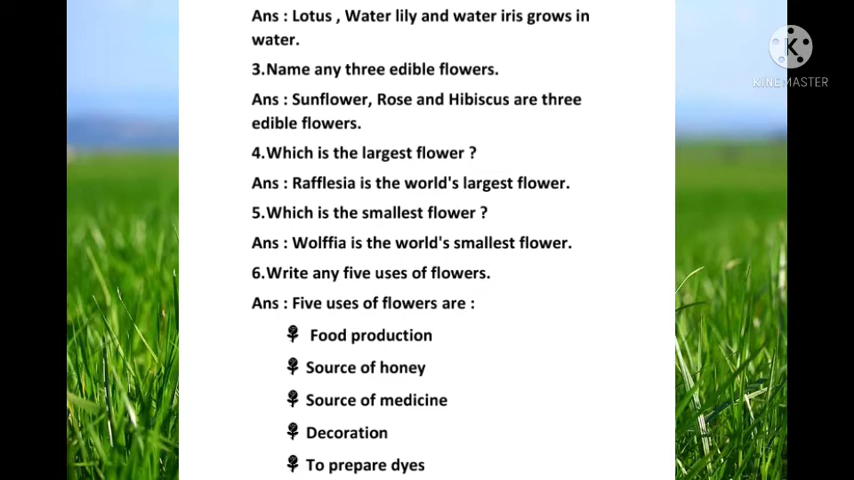 Ans : Lotus , Water lily and water iris grows in
water.
3.Name any three edible flowers.
Ans : Sunflower, Rose and Hibiscus are three
edible flowers.
4.Which is the largest flower ?
Ans : Rafflesia is the world's largest flower.
5.Which is the smallest flower ?
Ans : Wolffia is the world's smallest flower.
6.Write any five uses of flowers.
Ans : Five uses of flowers are :
Food production
Source of honey
Source of medicine
Decoration
To prepare dyes
K
KINEMASTER